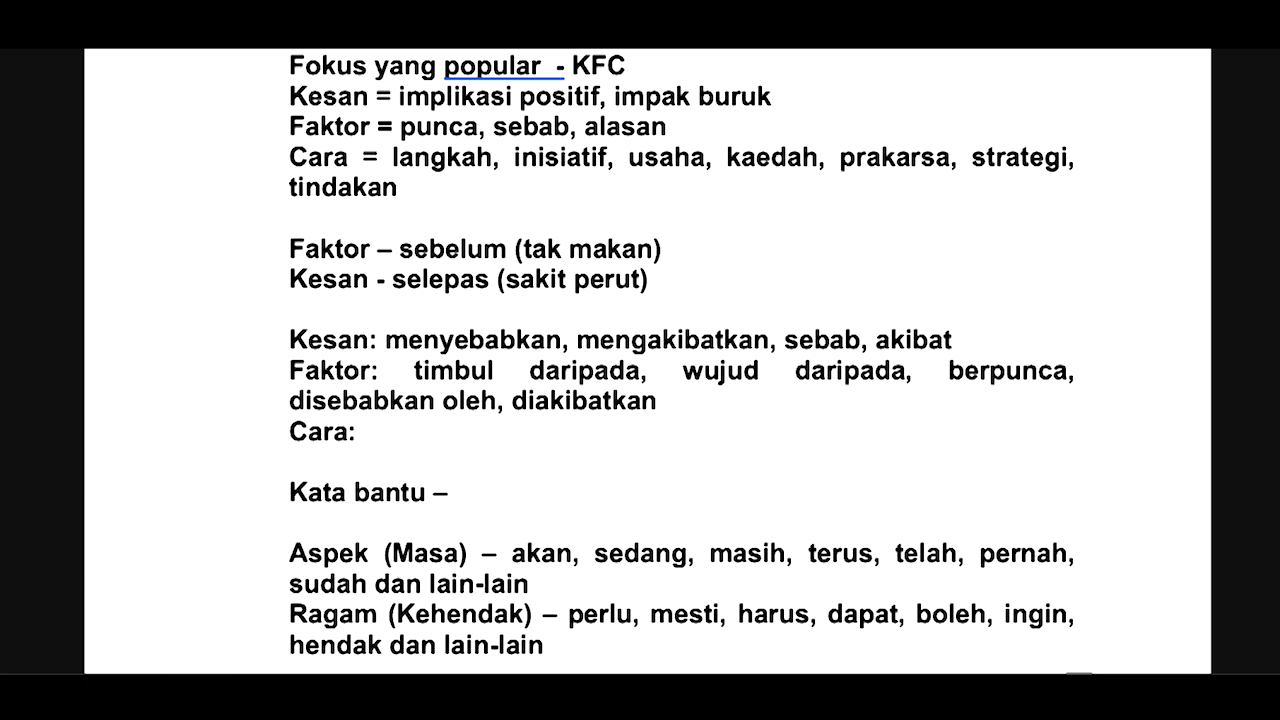 Fokus yang popular - KFC
Kesan = implikasi positif, impak buruk
Faktor = punca, sebab, alasan
Cara = langkah, inisiatif, usaha, kaedah, prakarsa, strategi,
tindakan
Faktor – sebelum (tak makan)
Kesan - selepas (sakit perut)
Kesan: menyebabkan, mengakibatkan, sebab, akibat
Faktor: timbul daripada, wujud daripada, berpunca,
disebabkan oleh, diakibatkan
Cara:
Kata bantu –
Aspek (Masa) – akan, sedang, masih, terus, telah, pernah,
sudah dan lain-lain
Ragam (Kehendak) – perlu, mesti, harus, dapat, boleh, ingin,
hendak dan lain-lain